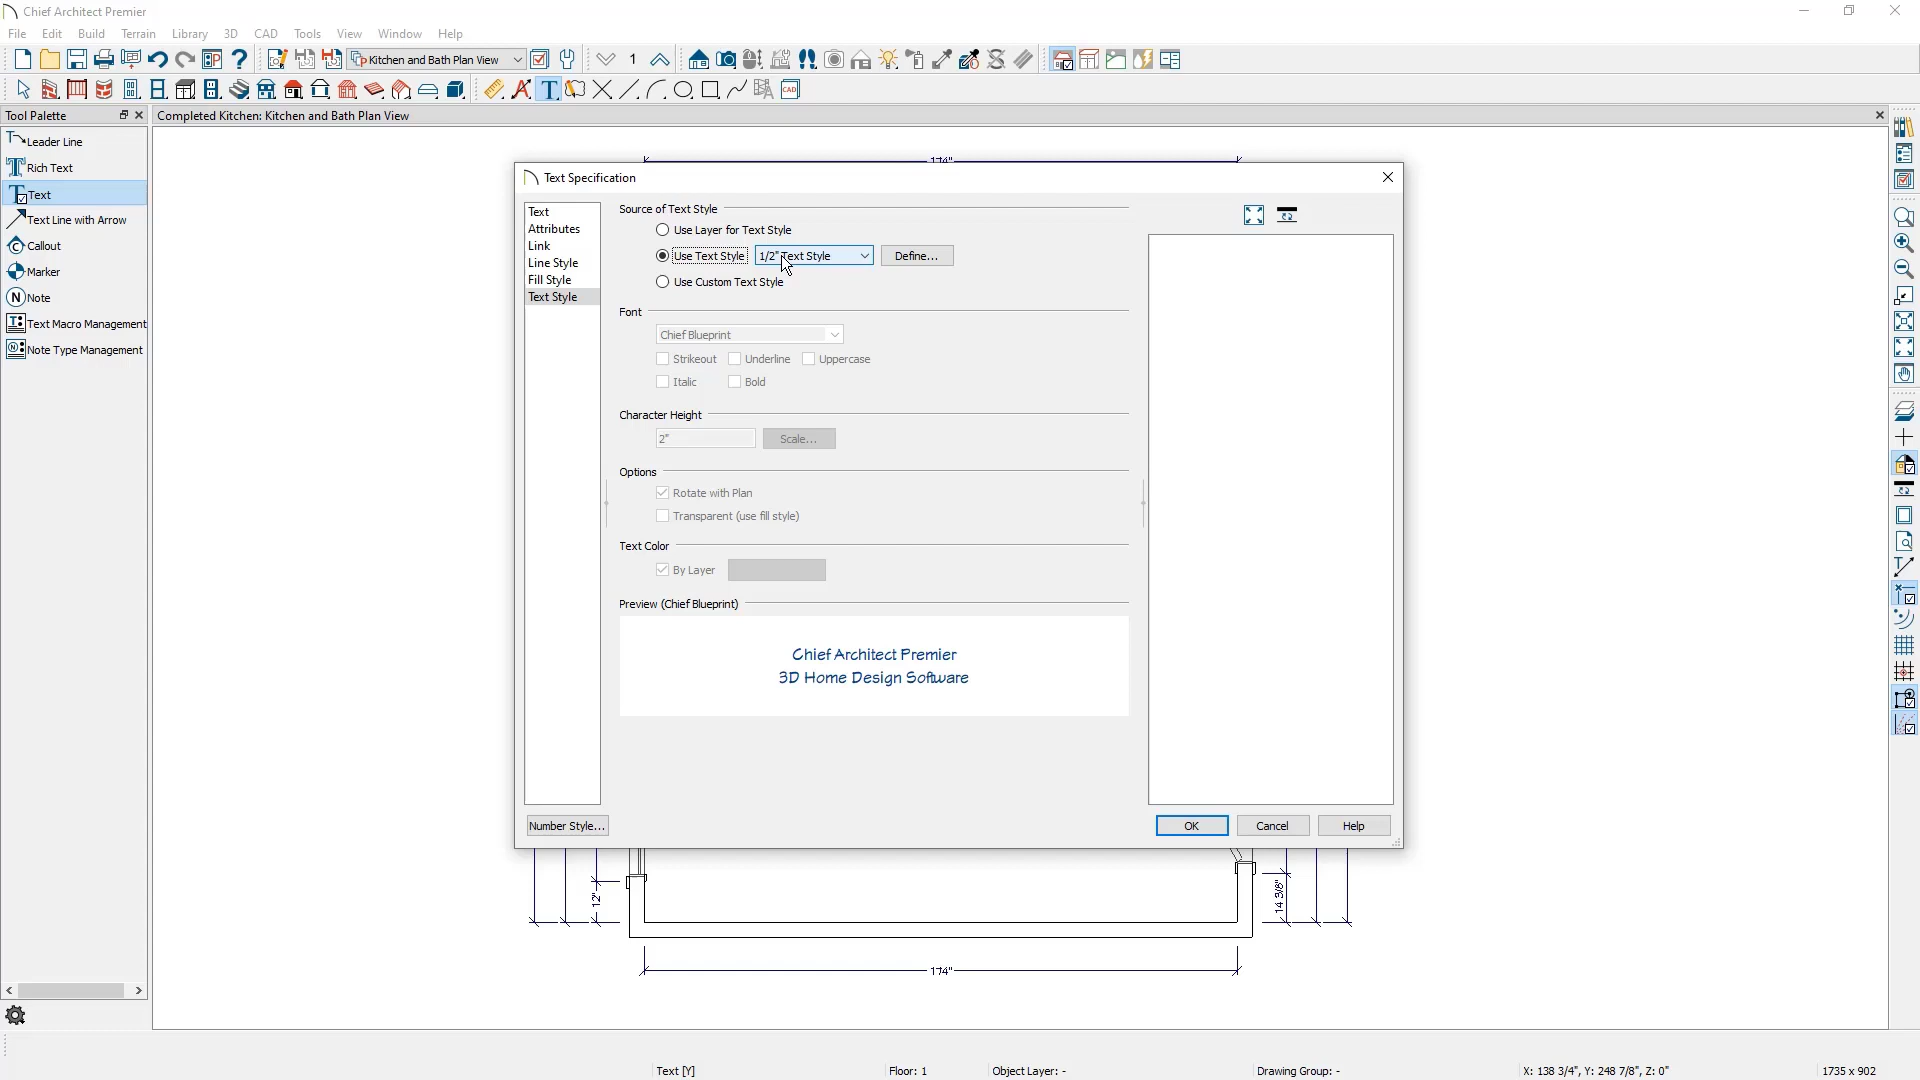 Chief Architect Premier
File Edit Build Terrain Library 3D CAD Tools View Window Help
Kitchen and Bath Plan View
1
Tool Palette
Completed Kitchen: Kitchen and Bath Plan View
Leader Line
Rich Text
Text
Text Line with Arrow
Callout
Marker
Note
Text Macro Management
Note Type Management
174"
Text Specification
Text
Attributes
Link
Line Style
Fill Style
Text Style
Source of Text Style
Use Layer for Text Style
Use Text Style 1/2" Text Style Define...
Use Custom Text Style
Font
Chief Blueprint
Strikeout Underline Uppercase
Italic Bold
Character Height
2" Scale...
Options
Rotate with Plan
Transparent (use fill style)
Text Color
By Layer
Preview (Chief Blueprint)
Chief Architect Premier
3D Home Design Software
Number Style... OK Cancel Help
12"
14 3/8"
174"
Text [Y] Floor: 1 Object Layer: - Drawing Group: - X: 138 3/4", Y: 248 7/8", Z: 0" 1735 x 902